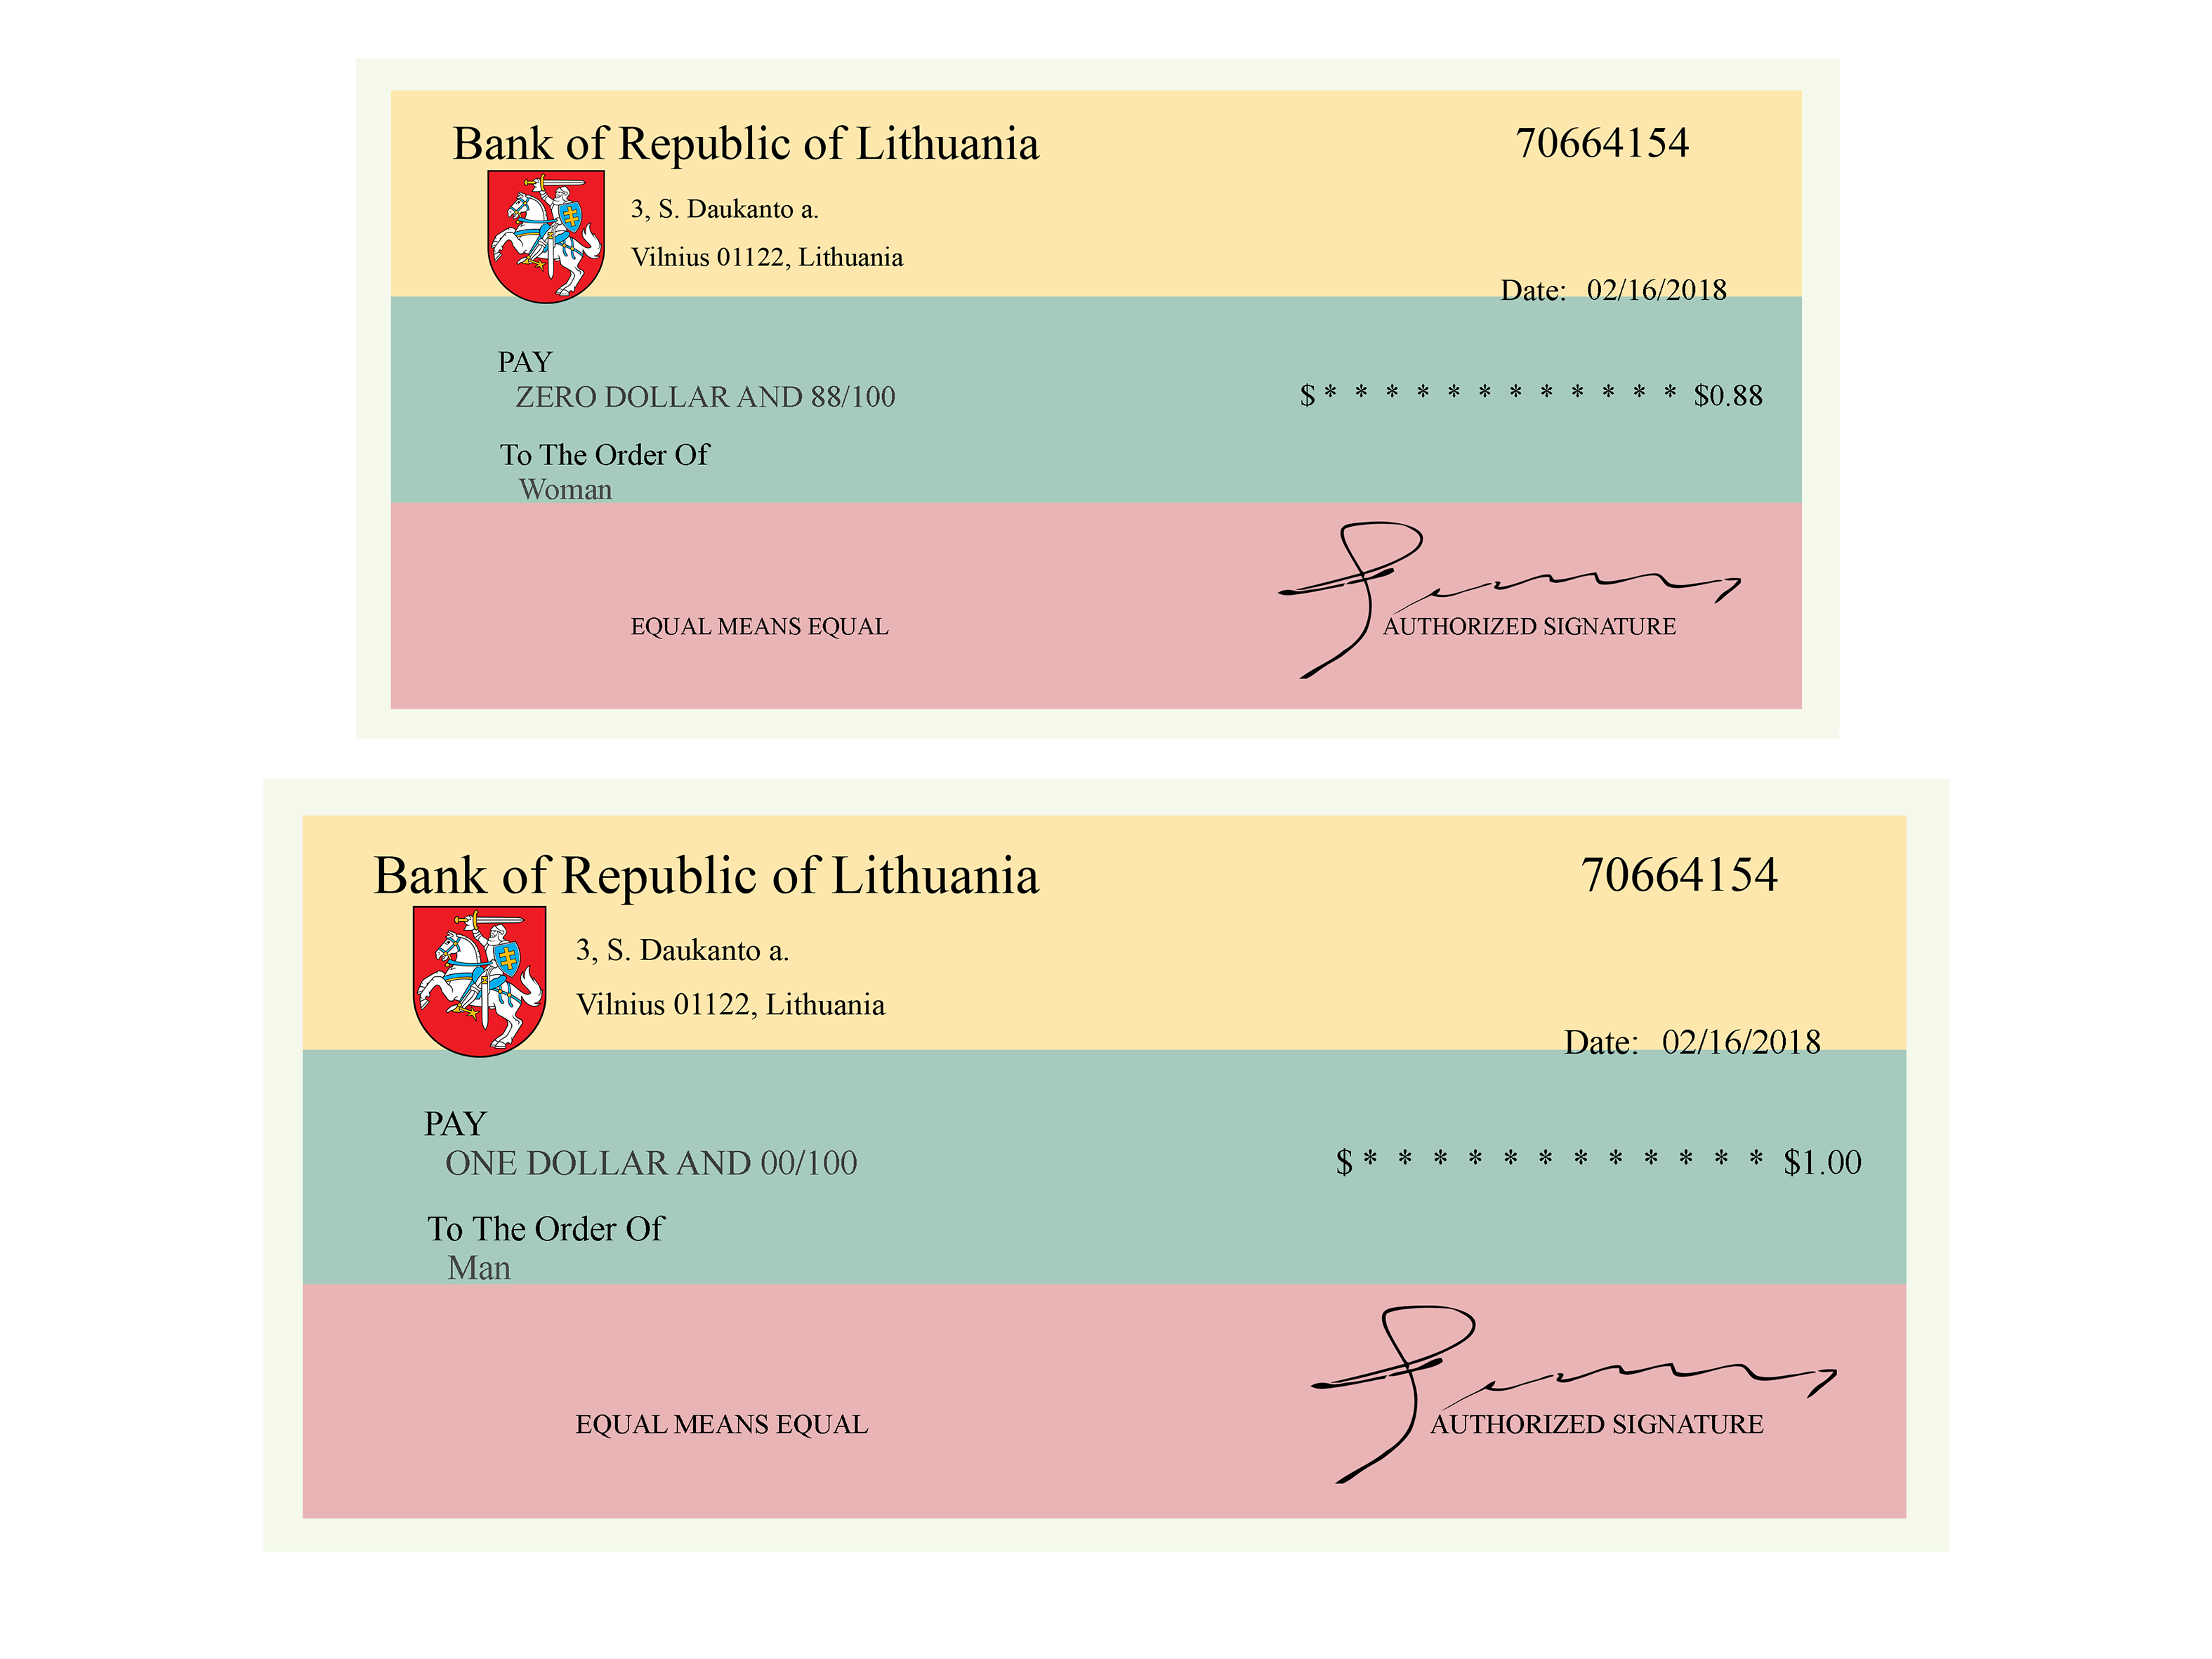 Bank of Republic of Lithuania
70664154
3, S. Daukanto a.
Vilnius 01122, Lithuania
Date: 02/16/2018
PAY
ZERO DOLLAR AND 88/100
$ * * * * * * * * * * * * $0.88
To The Order Of
Woman
EQUAL MEANS EQUAL
AUTHORIZED SIGNATURE
Bank of Republic of Lithuania
70664154
3, S. Daukanto a.
Vilnius 01122, Lithuania
Date: 02/16/2018
PAY
ONE DOLLAR AND 00/100
$ * * * * * * * * * * * * $1.00
To The Order Of
Man
EQUAL MEANS EQUAL
AUTHORIZED SIGNATURE